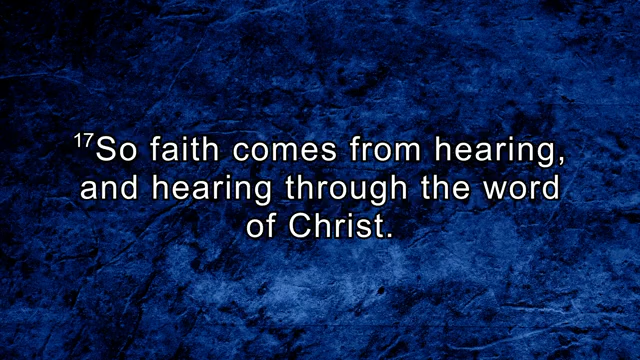 17So faith comes from hearing,
and hearing through the word
of Christ.